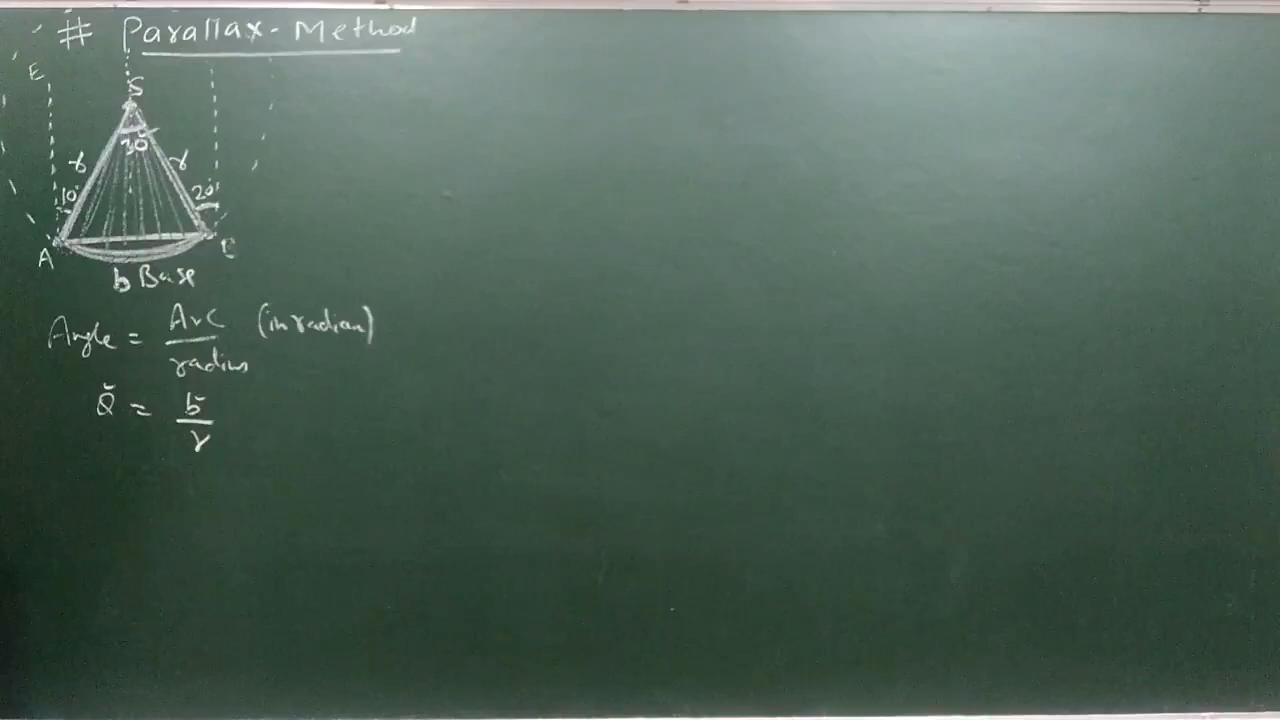 # Parallax - Method
E
S
30°
r r
10° 20°
A
b Base
Angle = Arc / radius (in radian)
θ = b / r